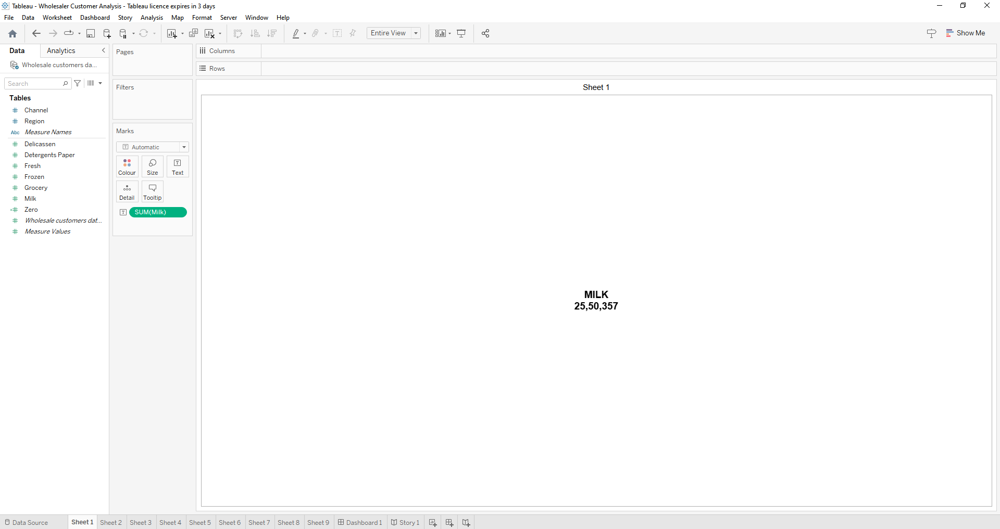 Tableau - Wholesaler Customer Analysis - Tableau licence expires in 3 days
File Data Worksheet Dashboard Story Analysis Map Format Server Window Help
Entire View
Show Me
Data Analytics
Wholesale customers da...
Search
Tables
Channel
Region
Abc Measure Names
Delicassen
Detergents Paper
Fresh
Frozen
Grocery
Milk
Zero
Wholesale customers dat...
Measure Values
Pages
Filters
Marks
Automatic
Colour Size Text
Detail Tooltip
SUM(Milk)
Columns
Rows
Sheet 1
MILK
25,50,357
Data Source Sheet 1 Sheet 2 Sheet 3 Sheet 4 Sheet 5 Sheet 6 Sheet 7 Sheet 8 Sheet 9 Dashboard 1 Story 1